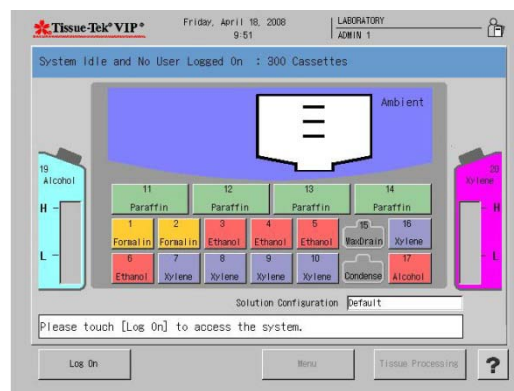 Tissue-Tek® VIP®
Friday, April 18, 2008
9:51
LABORATORY
ADMIN 1
System Idle and No User Logged On : 300 Cassettes
Ambient
19
Alcohol
H
L
20
Xylene
H
L
11
Paraffin
12
Paraffin
13
Paraffin
14
Paraffin
1
Formalin
2
Formalin
3
Ethanol
4
Ethanol
5
Ethanol
15
WaxDrain
16
Xylene
6
Ethanol
7
Xylene
8
Xylene
9
Xylene
10
Xylene
Condense
17
Alcohol
Solution Configuration Default
Please touch [Log On] to access the system.
Log On
Menu
Tissue Processing
?